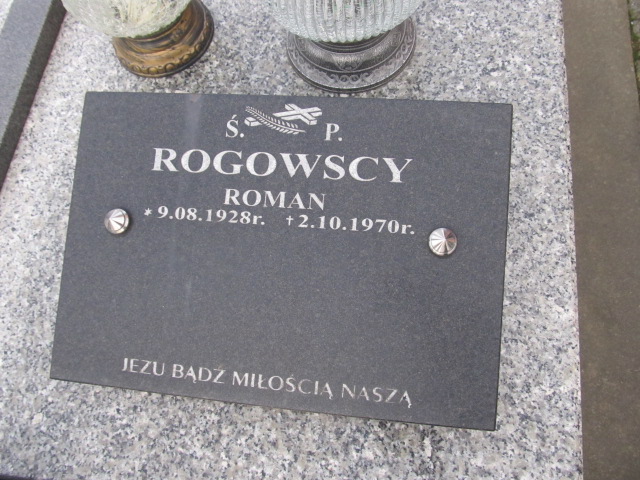 Ś. P.
ROGOWSCY
ROMAN
* 9.08.1928r. † 2.10.1970r.
JEZU BĄDŹ MIŁOŚCIĄ NASZĄ